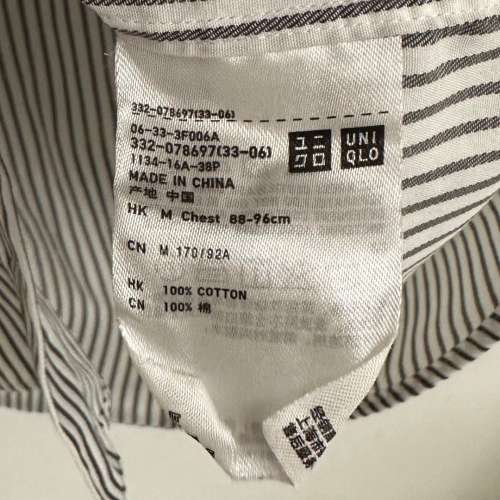 332-078697(33-06)
06-33-3F006A
332-078697(33-06)
1134-16A-38P
MADE IN CHINA
产地 中国
HK M Chest 88-96cm
CN M 170/92A
HK 100% COTTON
CN 100% 棉
ユニ
クロ
UNI
QLO